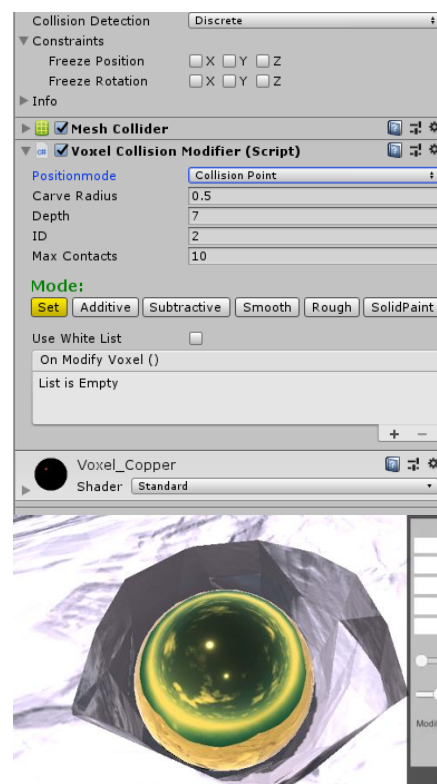 Collision Detection Discrete
Constraints
Freeze Position X Y Z
Freeze Rotation X Y Z
Info
Mesh Collider
Voxel Collision Modifier (Script)
Positionmode Collision Point
Carve Radius 0.5
Depth 7
ID 2
Max Contacts 10
Mode:
Set Additive Subtractive Smooth Rough SolidPaint
Use White List
On Modify Voxel ()
List is Empty
+ −
Voxel_Copper
Shader Standard